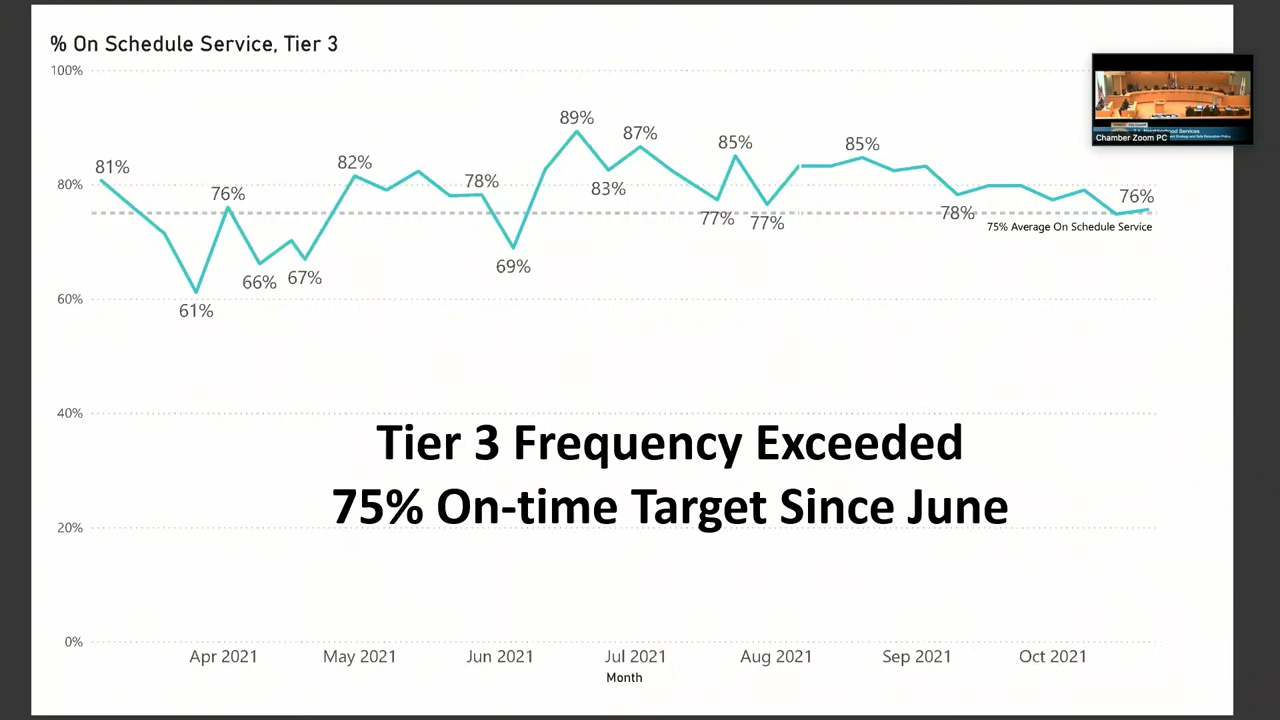 % On Schedule Service, Tier 3
100%
80%
60%
40%
20%
0%
81%
61%
76%
66%
67%
82%
78%
69%
89%
83%
87%
77%
85%
77%
85%
78%
76%
75% Average On Schedule Service
Tier 3 Frequency Exceeded
75% On-time Target Since June
Apr 2021
May 2021
Jun 2021
Jul 2021
Aug 2021
Sep 2021
Oct 2021
Month
Services
Chamber Zoom PC